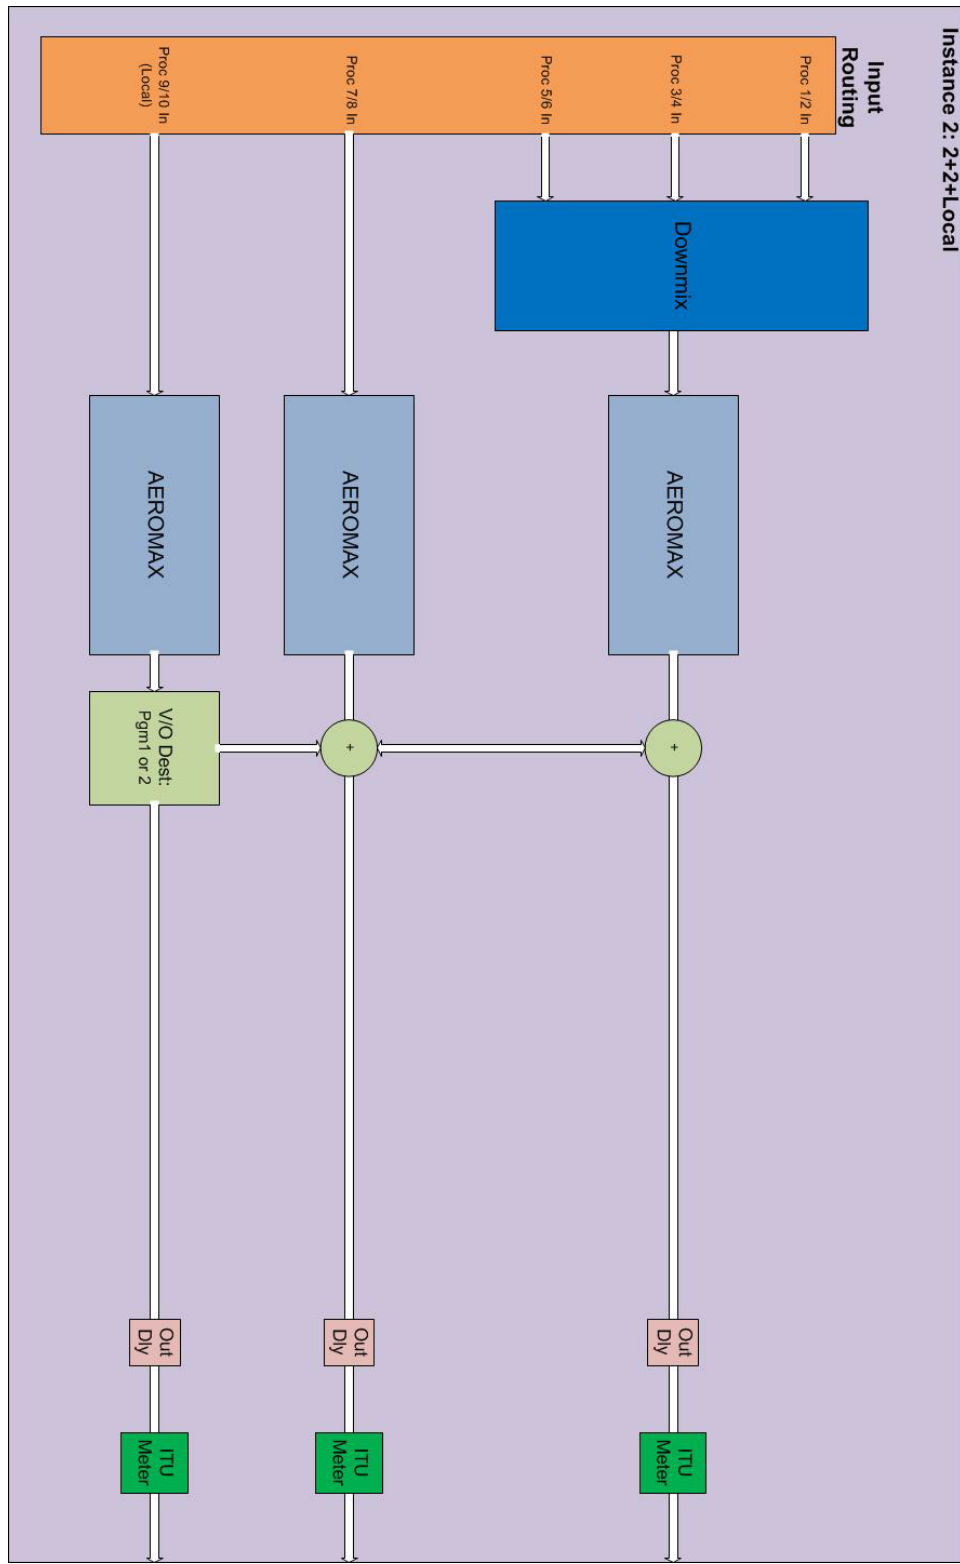 Instance 2: 2+2+Local
Input
Routing
Proc 1/2 In
Proc 3/4 In
Proc 5/6 In
Proc 7/8 In
Proc 9/10 In
(Local)
Downmix
AEROMAX
AEROMAX
AEROMAX
+
+
V/O Dest:
Pgm1 or 2
Out
Dly
ITU
Meter
Out
Dly
ITU
Meter
Out
Dly
ITU
Meter